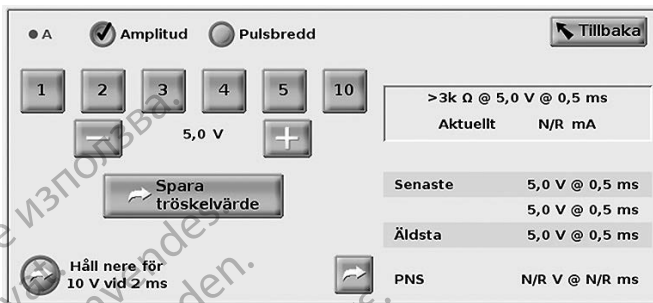 A Amplitud Pulsbredd Tillbaka
1 2 3 4 5 10
5,0 V
>3k Ω @ 5,0 V @ 0,5 ms
Aktuellt N/R mA
Spara
tröskelvärde
Senaste 5,0 V @ 0,5 ms
5,0 V @ 0,5 ms
Äldsta 5,0 V @ 0,5 ms
Håll nere för
10 V vid 2 ms
PNS N/R V @ N/R ms